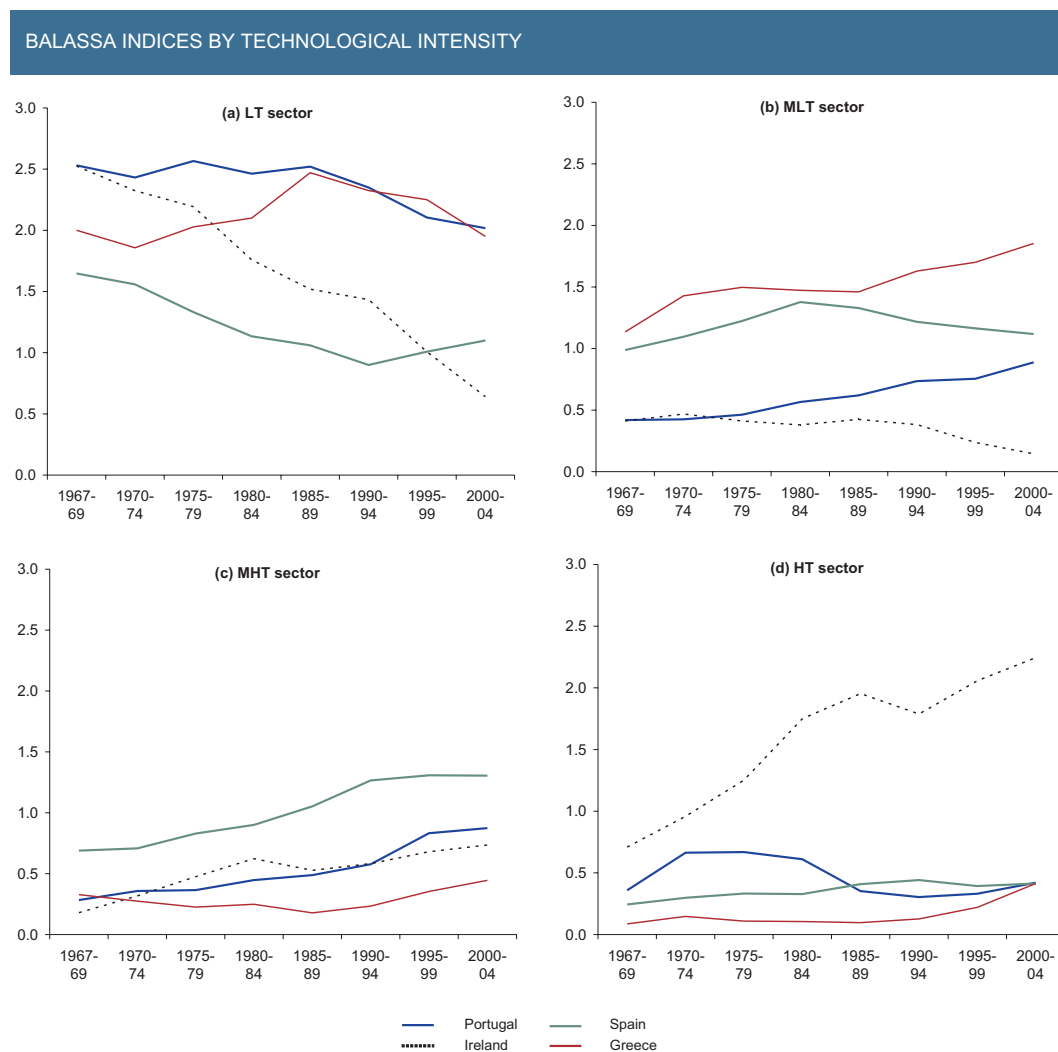 BALASSA INDICES BY TECHNOLOGICAL INTENSITY
(a) LT sector
3.0
2.5
2.0
1.5
1.0
0.5
0.0
1967- 1970- 1975- 1980- 1985- 1990- 1995- 2000-
69 74 79 84 89 94 99 04
(b) MLT sector
3.0
2.5
2.0
1.5
1.0
0.5
0.0
1967- 1970- 1975- 1980- 1985- 1990- 1995- 2000-
69 74 79 84 89 94 99 04
(c) MHT sector
3.0
2.5
2.0
1.5
1.0
0.5
0.0
1967- 1970- 1975- 1980- 1985- 1990- 1995- 2000-
69 74 79 84 89 94 99 04
(d) HT sector
3.0
2.5
2.0
1.5
1.0
0.5
0.0
1967- 1970- 1975- 1980- 1985- 1990- 1995- 2000-
69 74 79 84 89 94 99 04
Portugal Spain
Ireland Greece